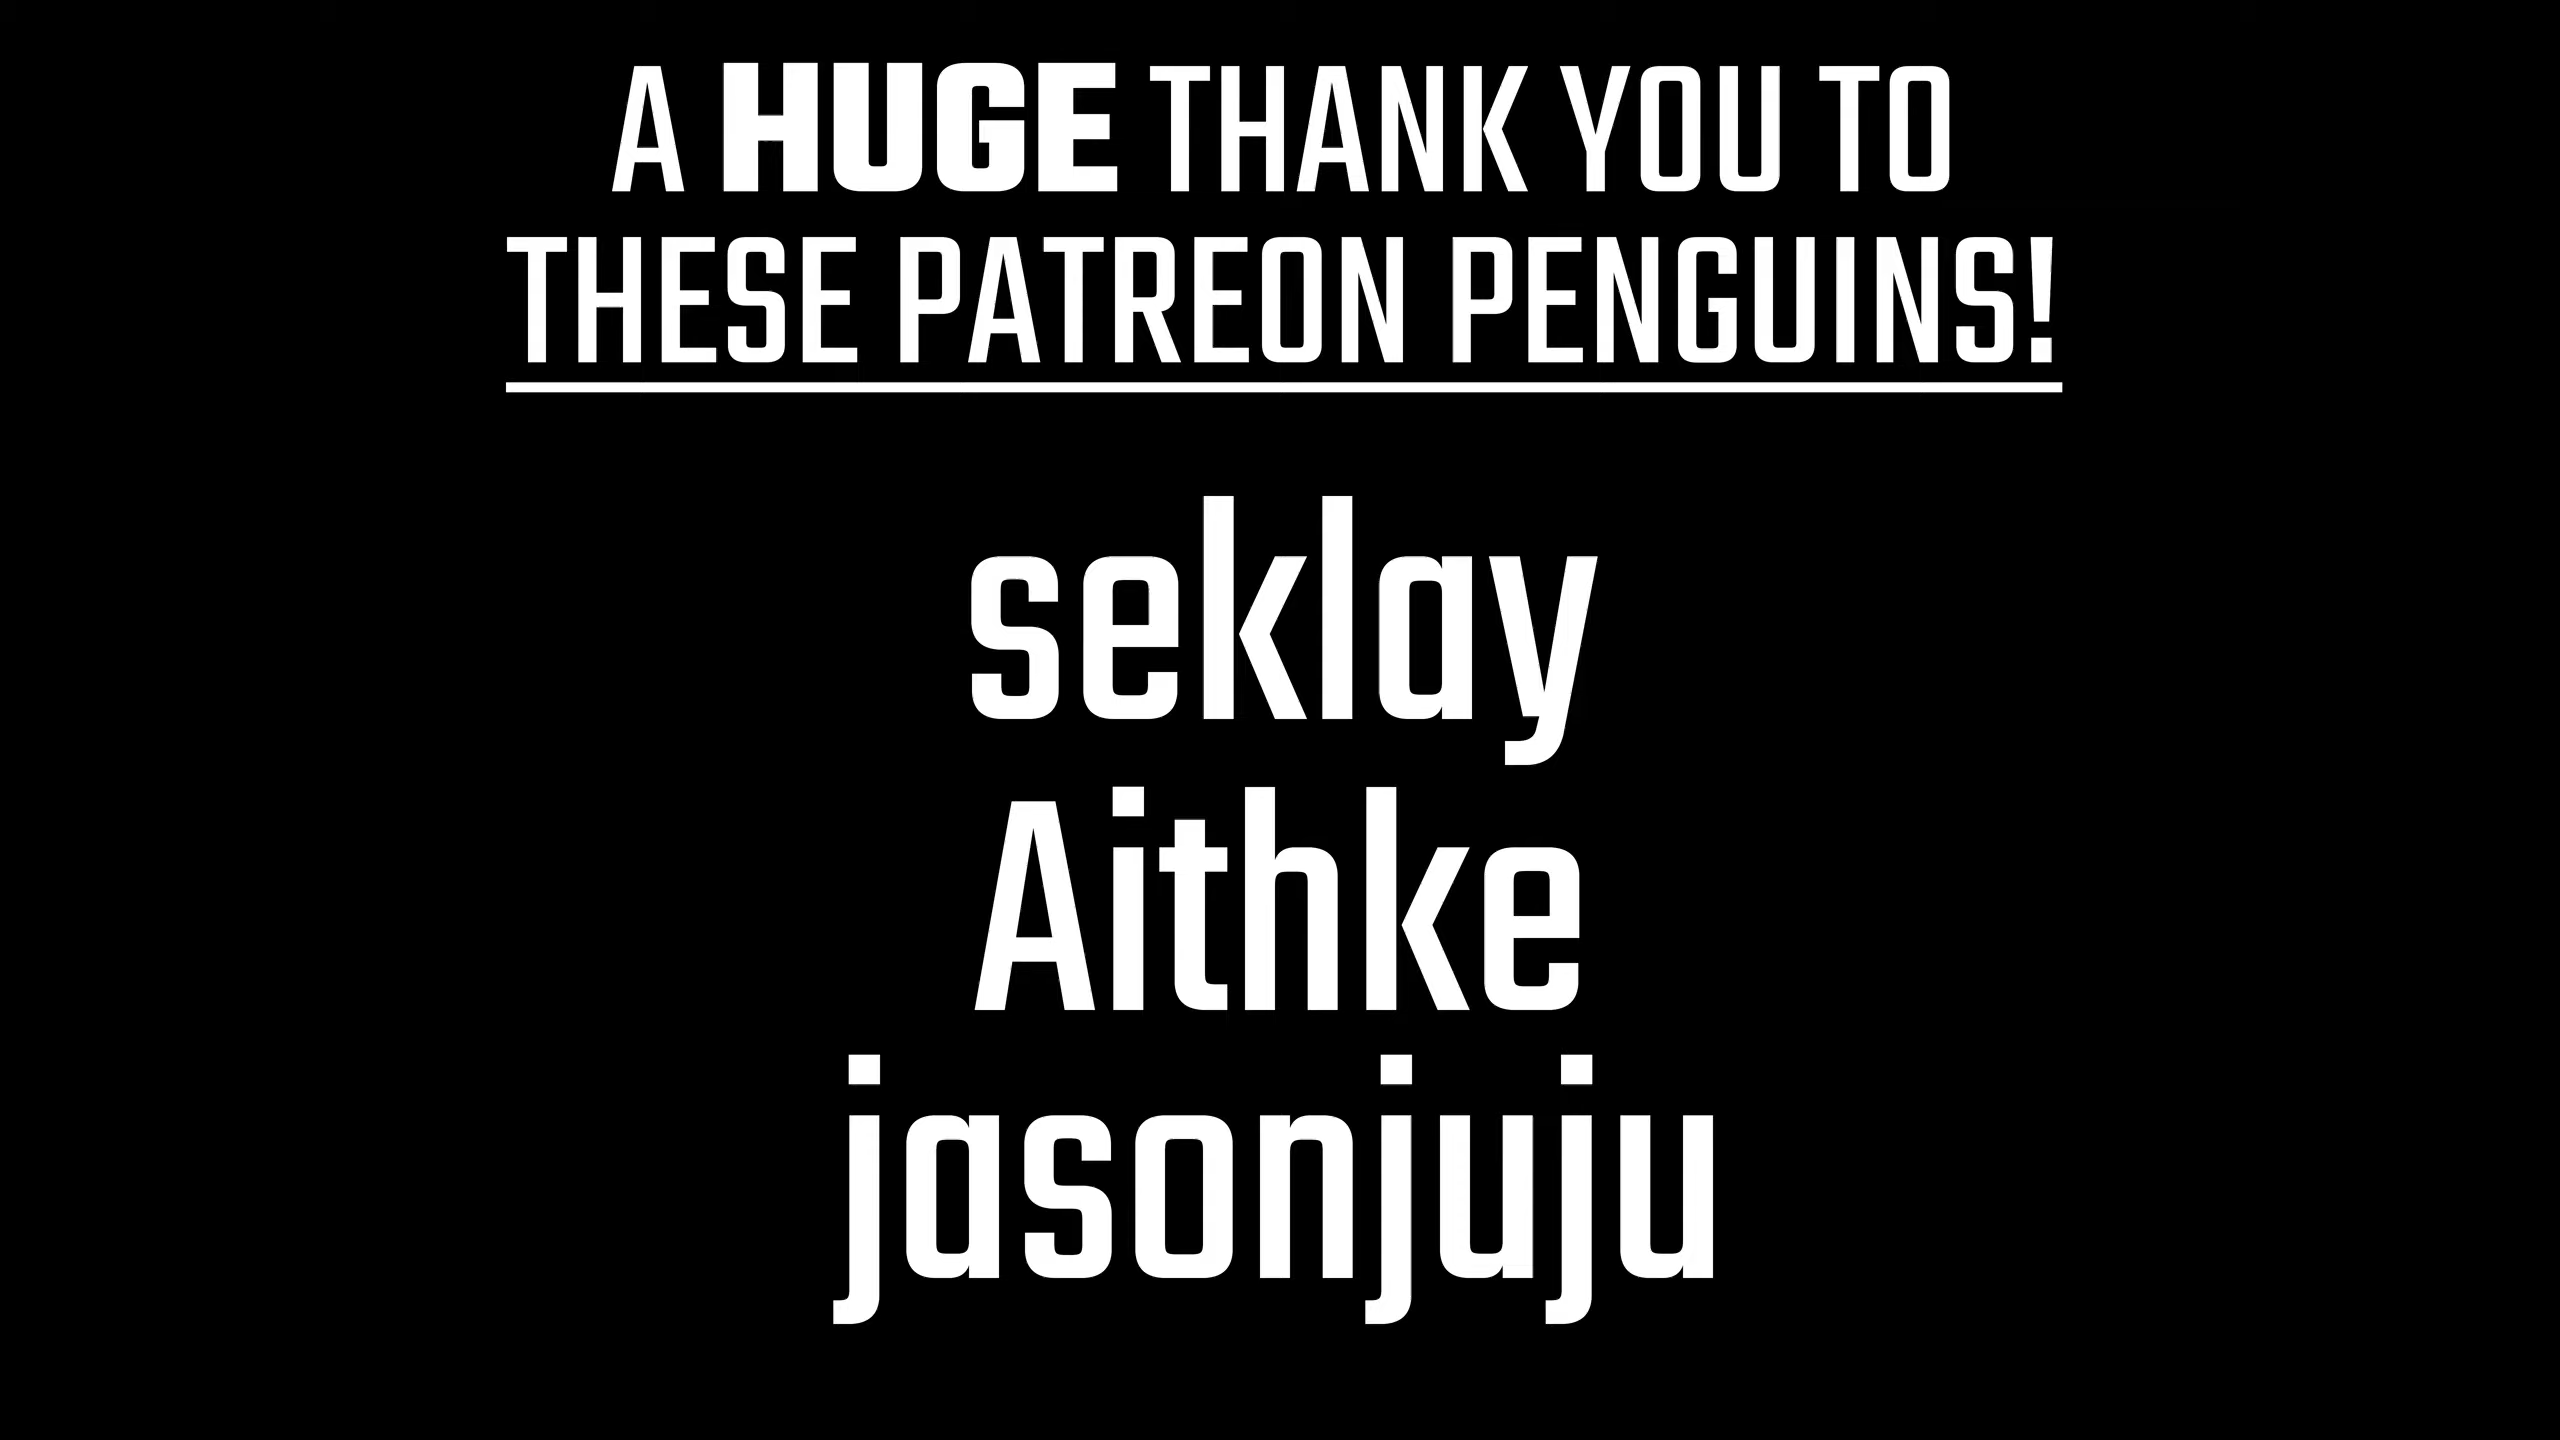 A HUGE THANK YOU TO
THESE PATREON PENGUINS!
seklay
Aithke
jasonjuju